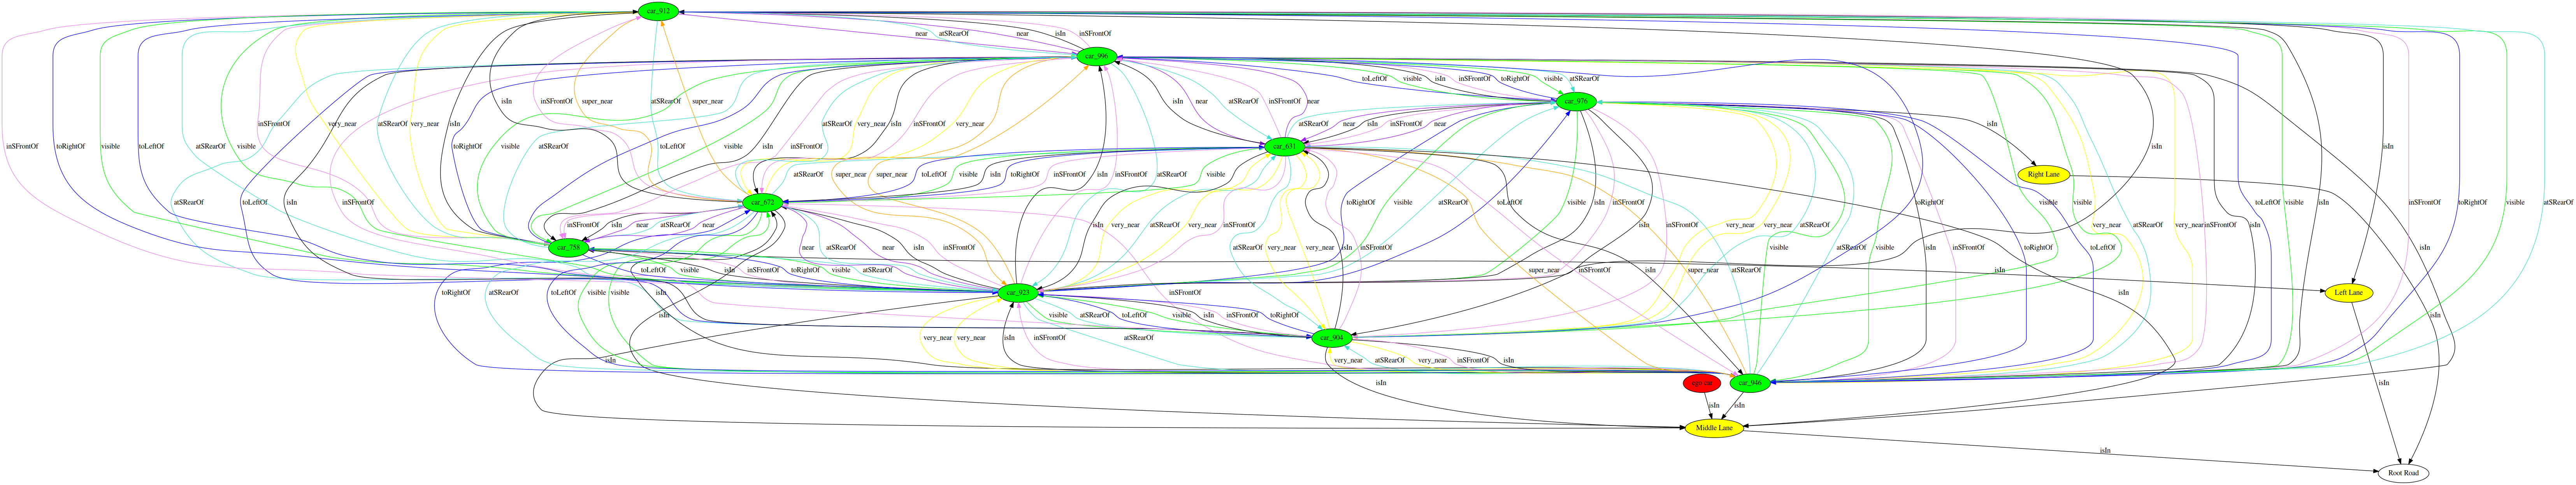 car_912
near atSRearOf near isIn inSFrontOf isIn
car_996
toLeftOf visible isIn inSFrontOf toRightOf visible atSRearOf
car_976
inSFrontOf atSRearOf super_near
inSFrontOf very_near atSRearOf very_near isIn
isIn near atSRearOf inSFrontOf near
atSRearOf near isIn inSFrontOf near
inSFrontOf toRightOf visible toLeftOf atSRearOf visible inSFrontOf toRightOf visible atSRearOf toLeftOf visible isIn inSFrontOf
atSRearOf very_near isIn inSFrontOf very_near
isIn
inSFrontOf toRightOf visible isIn atSRearOf
car_631
atSRearOf super_near super_near isIn inSFrontOf atSRearOf
toLeftOf visible isIn toRightOf inSFrontOf visible
Right Lane
inSFrontOf atSRearOf toLeftOf isIn
car_672
toRightOf visible atSRearOf isIn inSFrontOf toLeftOf
inSFrontOf toRightOf
visible very_near atSRearOf very_near inSFrontOf isIn
inSFrontOf isIn near atSRearOf near
very_near isIn atSRearOf very_near inSFrontOf
car_758
near atSRearOf near isIn inSFrontOf
atSRearOf very_near very_near isIn inSFrontOf
visible very_near atSRearOf visible
isIn inSFrontOf toRightOf toLeftOf
isIn
toLeftOf visible isIn inSFrontOf toRightOf visible atSRearOf
super_near inSFrontOf isIn super_near atSRearOf
isIn
car_923
Left Lane
toRightOf atSRearOf toLeftOf visible visible isIn
inSFrontOf
isIn
visible atSRearOf toLeftOf visible isIn inSFrontOf toRightOf
isIn
car_904
very_near very_near isIn inSFrontOf atSRearOf
isIn very_near atSRearOf very_near inSFrontOf isIn
ego car
car_946
isIn
isIn
isIn
isIn
Middle Lane
isIn
Root Road